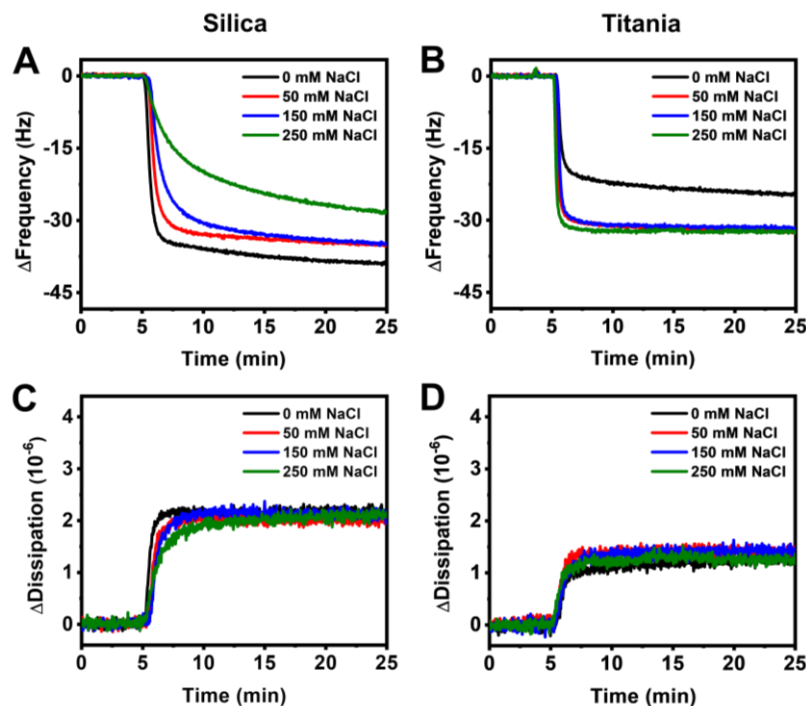 Silica
Titania
A
0
-15
-30
-45
ΔFrequency (Hz)
0 mM NaCl
50 mM NaCl
150 mM NaCl
250 mM NaCl
0 5 10 15 20 25
Time (min)
B
0
-15
-30
-45
ΔFrequency (Hz)
0 mM NaCl
50 mM NaCl
150 mM NaCl
250 mM NaCl
0 5 10 15 20 25
Time (min)
C
4
3
2
1
0
ΔDissipation (10⁻⁶)
0 mM NaCl
50 mM NaCl
150 mM NaCl
250 mM NaCl
0 5 10 15 20 25
Time (min)
D
4
3
2
1
0
ΔDissipation (10⁻⁶)
0 mM NaCl
50 mM NaCl
150 mM NaCl
250 mM NaCl
0 5 10 15 20 25
Time (min)